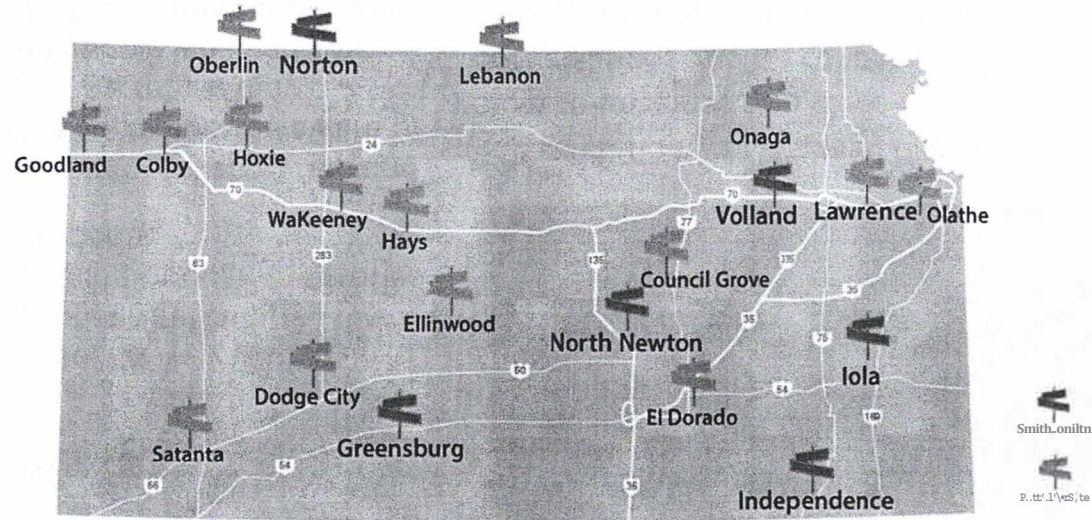 Oberlin
Norton
Lebanon
Goodland
Colby
Hoxie
24
Onaga
70
WaKeeney
Hays
70
Volland
Lawrence
Olathe
77
83
283
135
Council Grove
335
35
Ellinwood
North Newton
35
75
Iola
Dodge City
50
El Dorado
54
169
Satanta
Greensburg
54
56
35
Independence